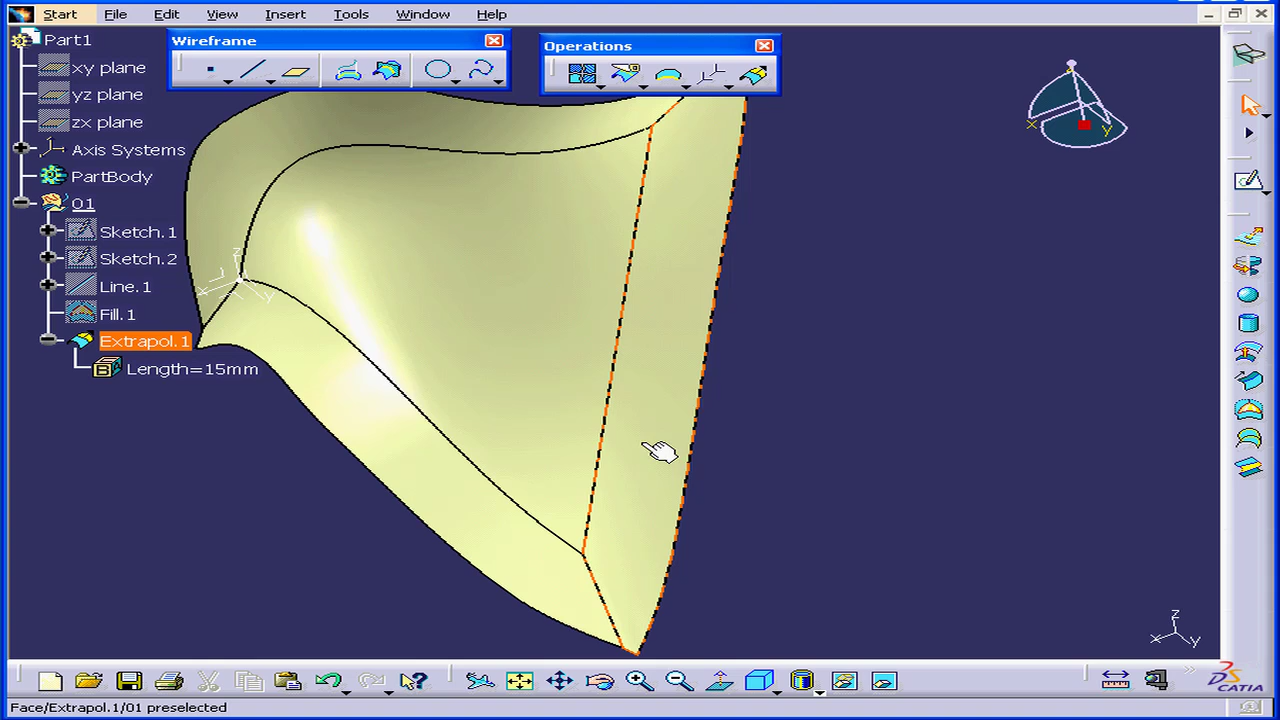 Start File Edit View Insert Tools Window Help
Wireframe
Operations
Part1
xy plane
yz plane
zx plane
Axis Systems
PartBody
01
Sketch.1
Sketch.2
Line.1
Fill.1
Extrapol.1
Length=15mm
x
y
z
x
y
z
x
y
CATIA
Face/Extrapol.1/01 preselected